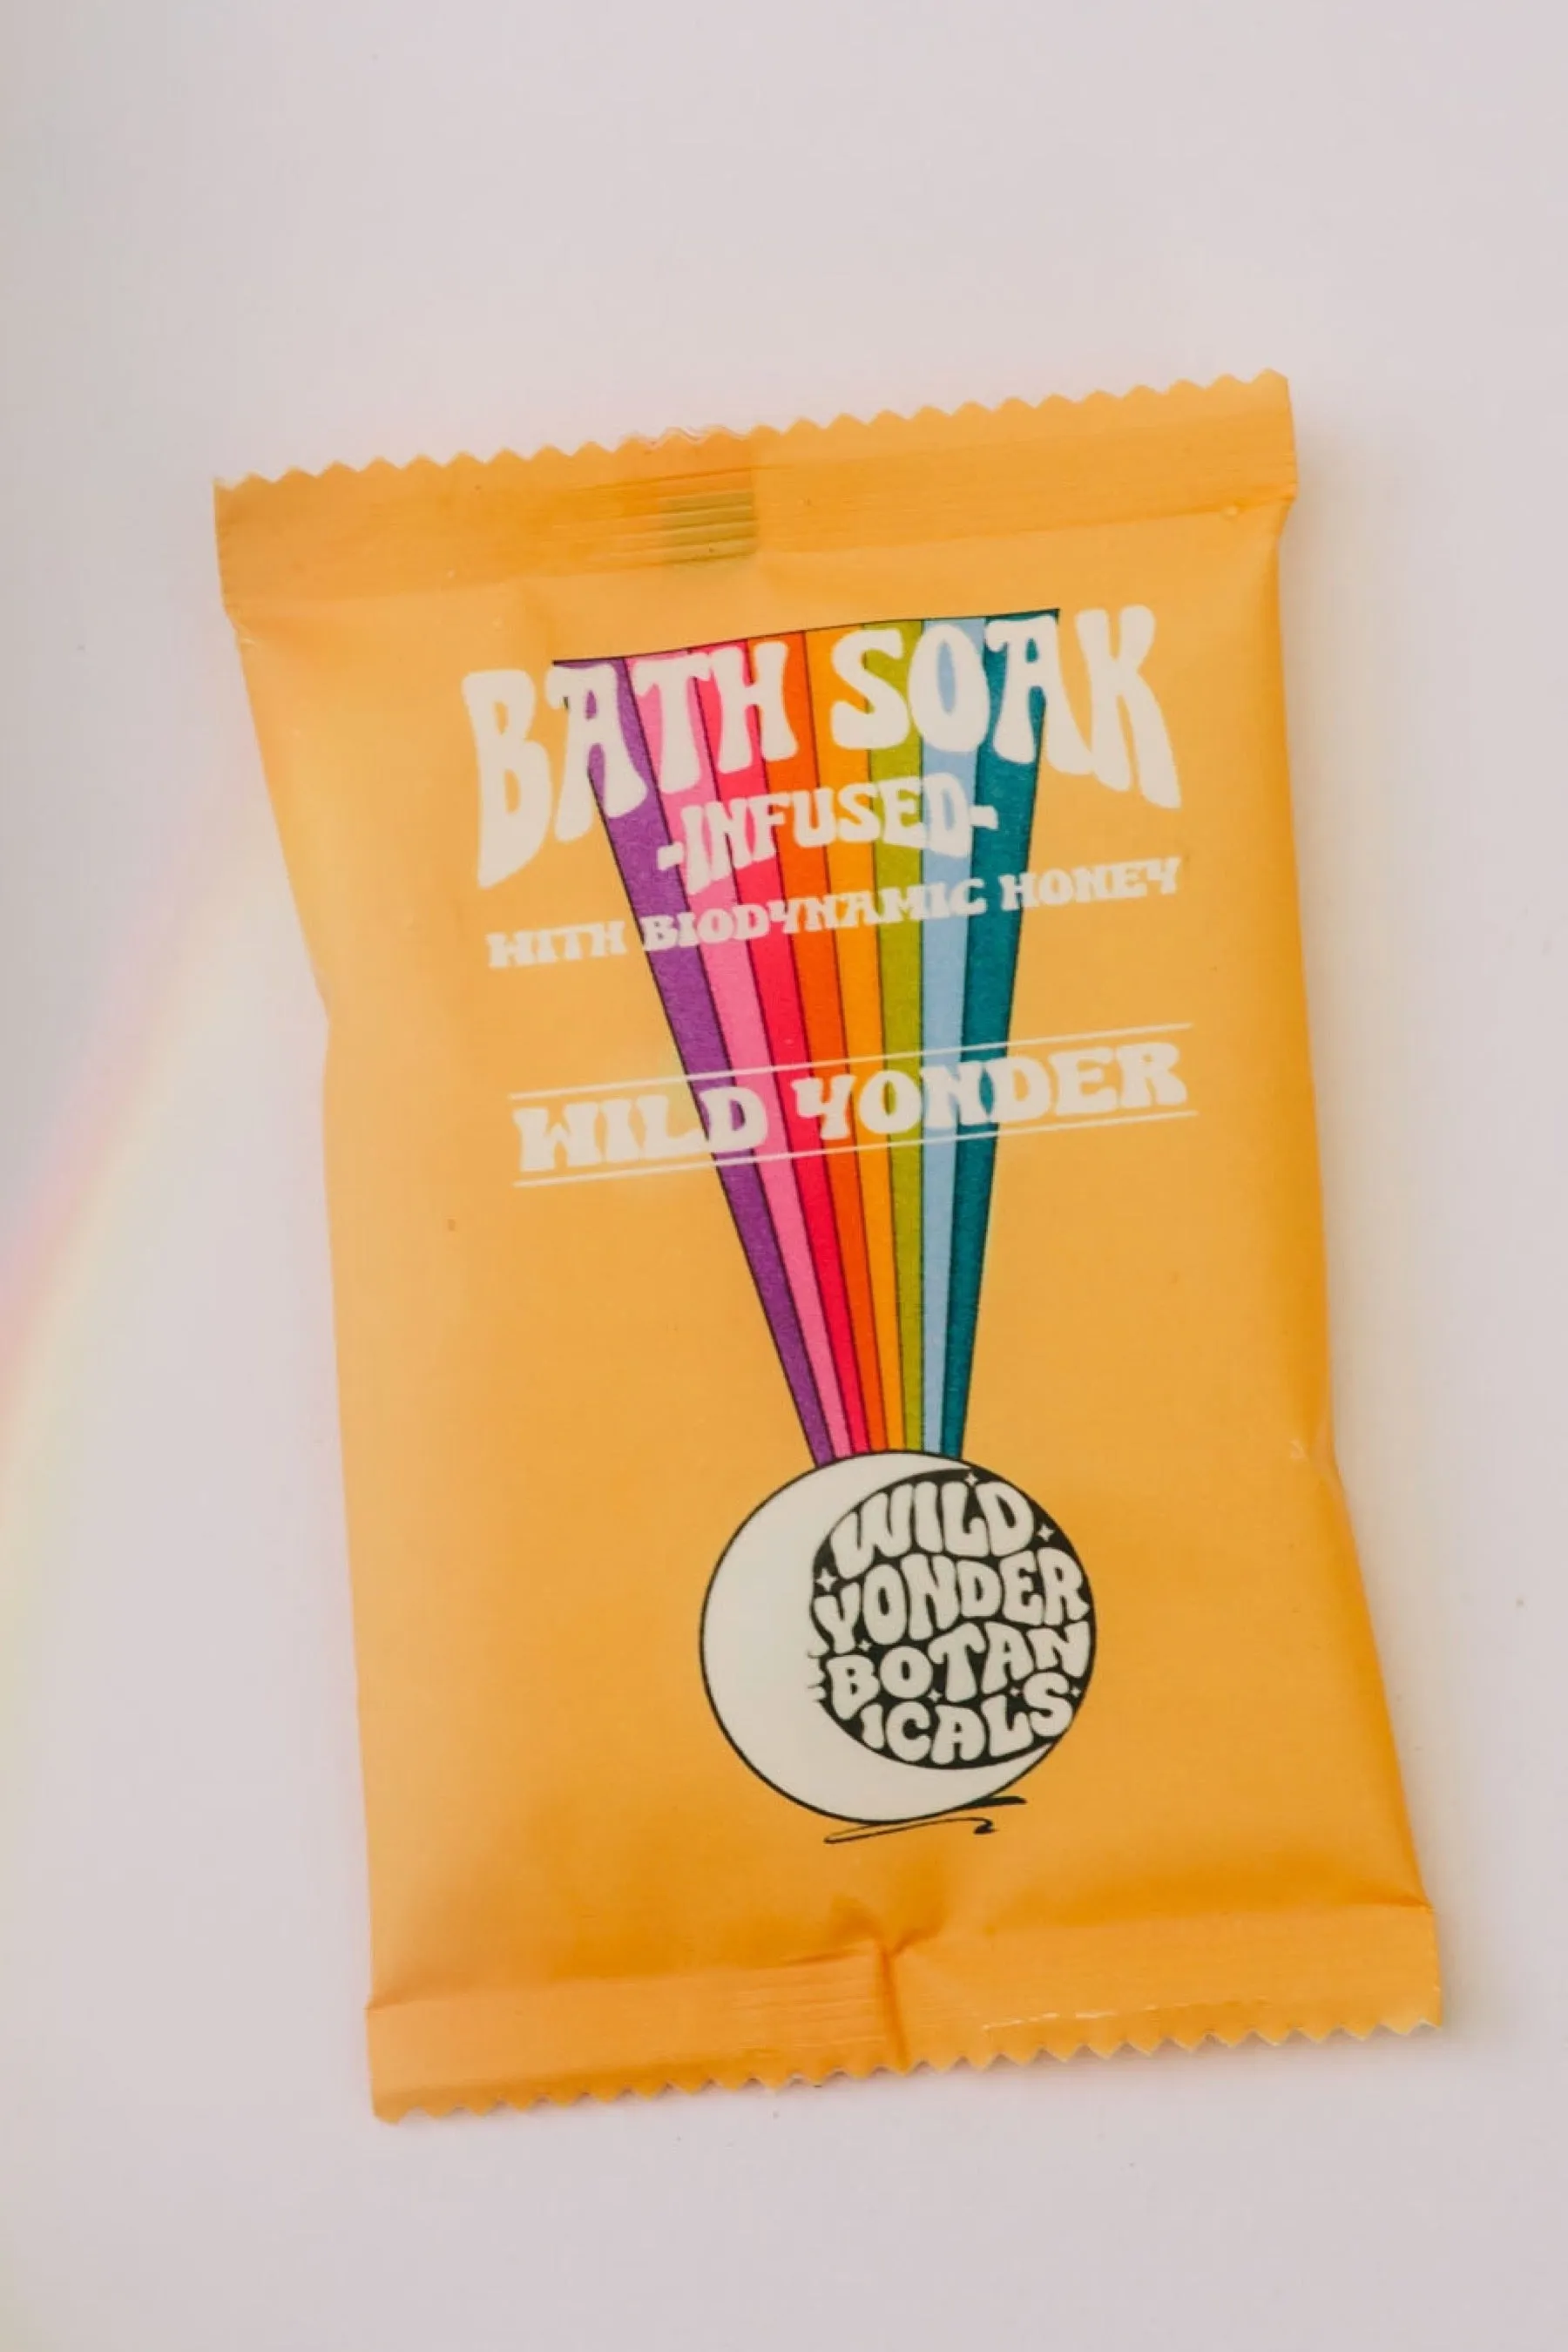 BATH SOAK
-INFUSED-
WITH BIODYNAMIC HONEY
WILD YONDER
WILD
YONDER
BOTAN
ICALS